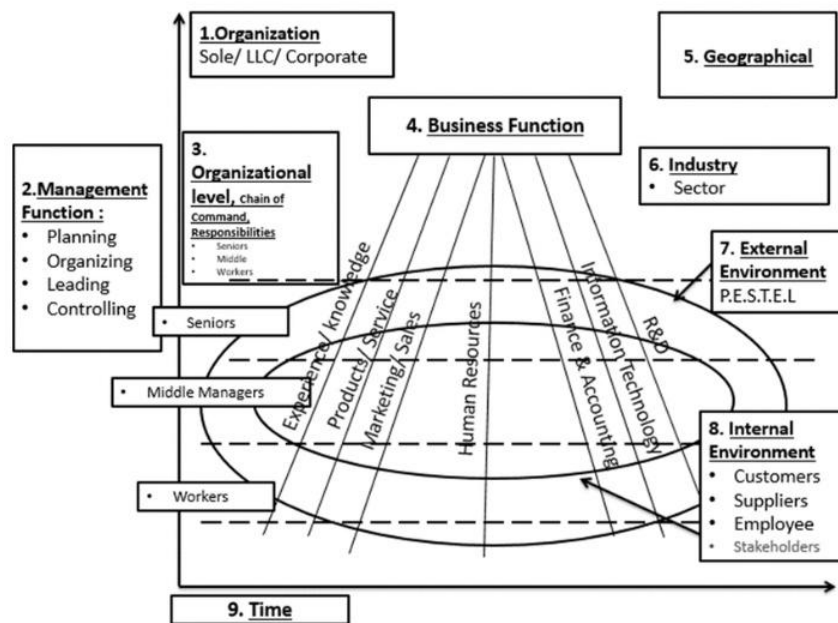 1.Organization
Sole/ LLC/ Corporate
5. Geographical
4. Business Function
2.Management
Function :
• Planning
• Organizing
• Leading
• Controlling
3.
Organizational
level, Chain of
Command,
Responsibilities
• Seniors
• Middle
• Workers
6. Industry
• Sector
7. External
Environment
P.E.S.T.E.L
• Seniors
• Middle Managers
• Workers
Experience/ knowledge
Products/ Service
Marketing/ Sales
Human Resources
Finance & Accounting
Information Technology
R&D
8. Internal
Environment
• Customers
• Suppliers
• Employee
• Stakeholders
9. Time